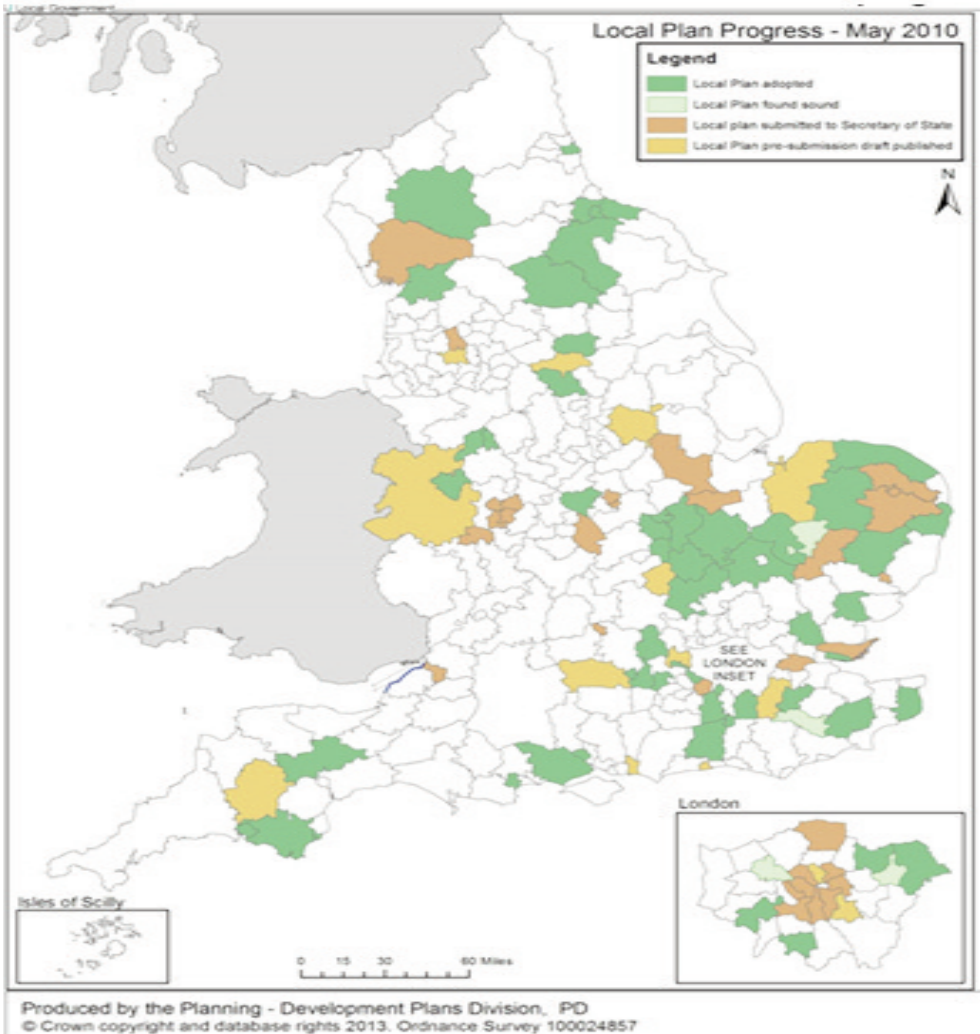 Local Government
Local Plan Progress - May 2010
Legend
Local Plan adopted
Local Plan found sound
Local plan submitted to Secretary of State
Local Plan pre-submission draft published
N
SEE
LONDON
INSET
London
Isles of Scilly
0 15 30 60 Miles
Produced by the Planning - Development Plans Division, PD
© Crown copyright and database rights 2013. Ordnance Survey 100024857